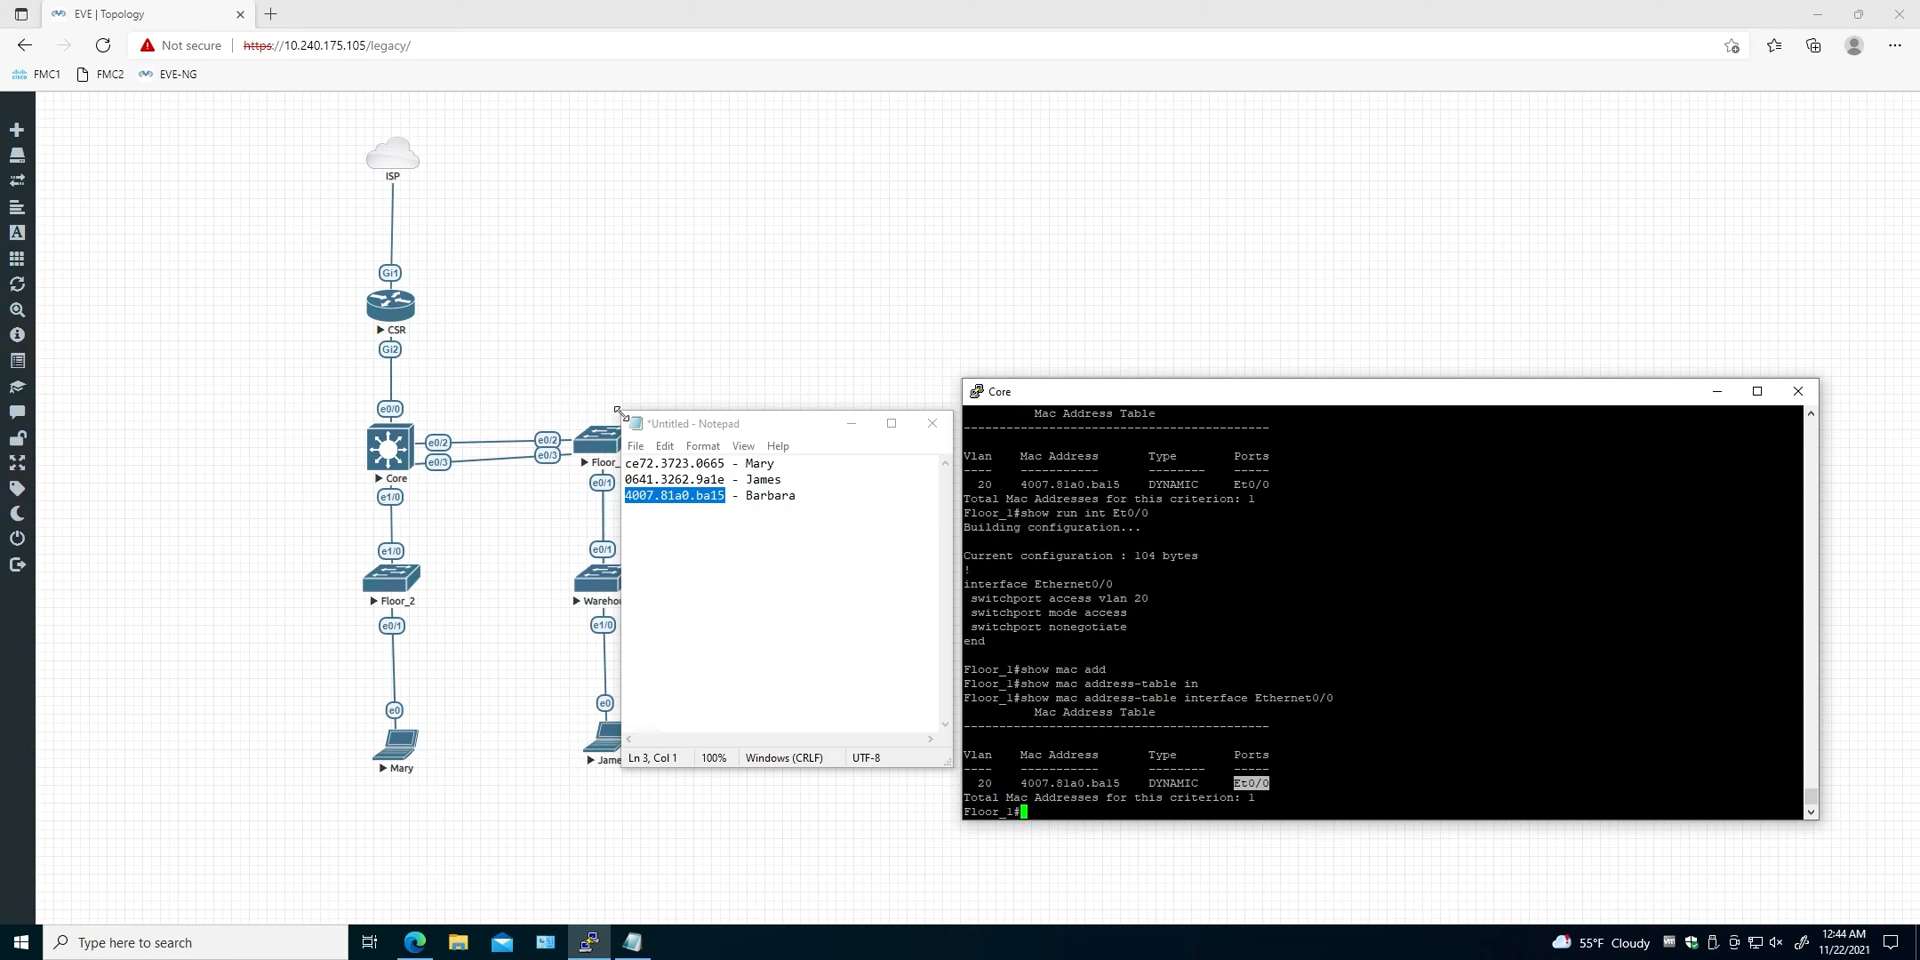 EVE | Topology
Not secure
https://10.240.175.105/legacy/
FMC1
FMC2
EVE-NG
ISP
Gi1
CSR
Gi2
e0/0
e0/2
e0/2
e0/3
e0/3
Core
Floor_
e1/0
e0/1
e1/0
e0/1
Floor_2
Warehou
e0/1
e1/0
e0
e0
Mary
Jame
*Untitled - Notepad
File Edit Format View Help
ce72.3723.0665 - Mary
0641.3262.9a1e - James
4007.81a0.ba15 - Barbara
Ln 3, Col 1
100%
Windows (CRLF)
UTF-8
Core
Mac Address Table
-------------------------------------------
Vlan Mac Address Type Ports
---- ----------- -------- -----
20 4007.81a0.ba15 DYNAMIC Et0/0
Total Mac Addresses for this criterion: 1
Floor_1#show run int Et0/0
Building configuration...
Current configuration : 104 bytes
!
interface Ethernet0/0
switchport access vlan 20
switchport mode access
switchport nonegotiate
end
Floor_1#show mac add
Floor_1#show mac address-table in
Floor_1#show mac address-table interface Ethernet0/0
Mac Address Table
-------------------------------------------
Vlan Mac Address Type Ports
---- ----------- -------- -----
20 4007.81a0.ba15 DYNAMIC Et0/0
Total Mac Addresses for this criterion: 1
Floor_1#
Type here to search
55°F Cloudy
12:44 AM
11/22/2021